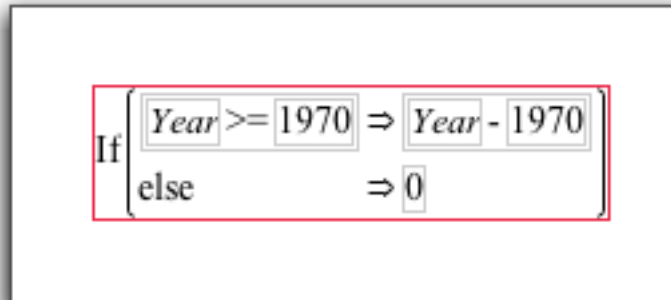 If Year >= 1970 ⇒ Year - 1970
else ⇒ 0